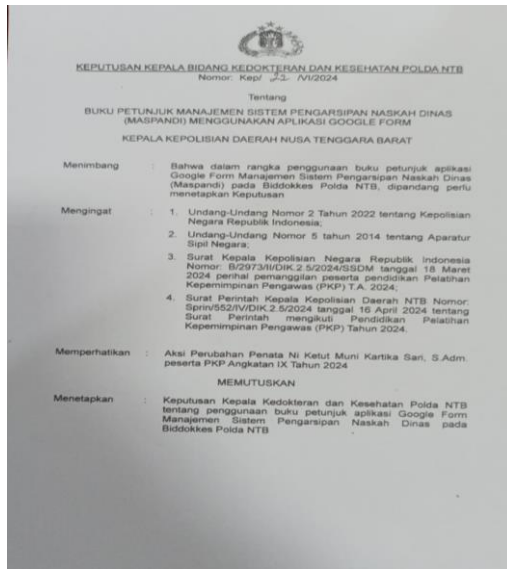 KEPUTUSAN KEPALA BIDANG KEDOKTERAN DAN KESEHATAN POLDA NTB
Nomor: Kep/ 22 /VI/2024
Tentang
BUKU PETUNJUK MANAJEMEN SISTEM PENGARSIPAN NASKAH DINAS
(MASPANDI) MENGGUNAKAN APLIKASI GOOGLE FORM
KEPALA KEPOLISIAN DAERAH NUSA TENGGARA BARAT
Menimbang : Bahwa dalam rangka penggunaan buku petunjuk aplikasi
Google Form Manajemen Sistem Pengarsipan Naskah Dinas
(Maspandi) pada Biddokkes Polda NTB, dipandang perlu
menetapkan Keputusan
Mengingat : 1. Undang-Undang Nomor 2 Tahun 2022 tentang Kepolisian
Negara Republik Indonesia;
2. Undang-Undang Nomor 5 tahun 2014 tentang Aparatur
Sipil Negara;
3. Surat Kepala Kepolisian Negara Republik Indonesia
Nomor: B/2973/II/DIK.2.5/2024/SSDM tanggal 18 Maret
2024 perihal pemanggilan peserta pendidikan Pelatihan
Kepemimpinan Pengawas (PKP) T.A. 2024;
4. Surat Perintah Kepala Kepolisian Daerah NTB Nomor:
Sprin/552/IV/DIK.2.5/2024 tanggal 16 April 2024 tentang
Surat Perintah mengikuti Pendidikan Pelatihan
Kepemimpinan Pengawas (PKP) Tahun 2024.
Memperhatikan : Aksi Perubahan Penata Ni Ketut Muni Kartika Sari, S.Adm.
peserta PKP Angkatan IX Tahun 2024
MEMUTUSKAN
Menetapkan : Keputusan Kepala Kedokteran dan Kesehatan Polda NTB
tentang penggunaan buku petunjuk aplikasi Google Form
Manajemen Sistem Pengarsipan Naskah Dinas pada
Biddokkes Polda NTB